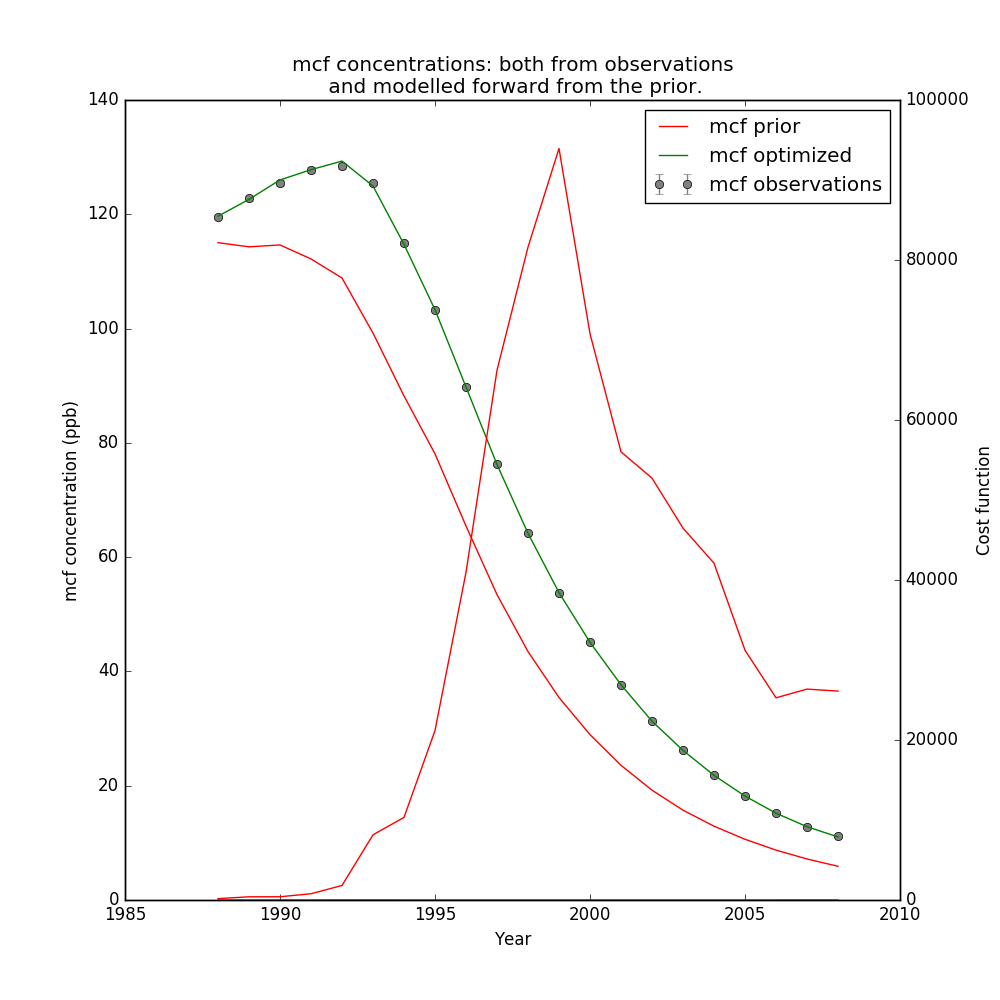 mcf concentrations: both from observations
and modelled forward from the prior.
140
120
100
80
60
40
20
0
mcf concentration (ppb)
100000
80000
60000
40000
20000
0
Cost function
mcf prior
mcf optimized
mcf observations
1985
1990
1995
2000
2005
2010
Year